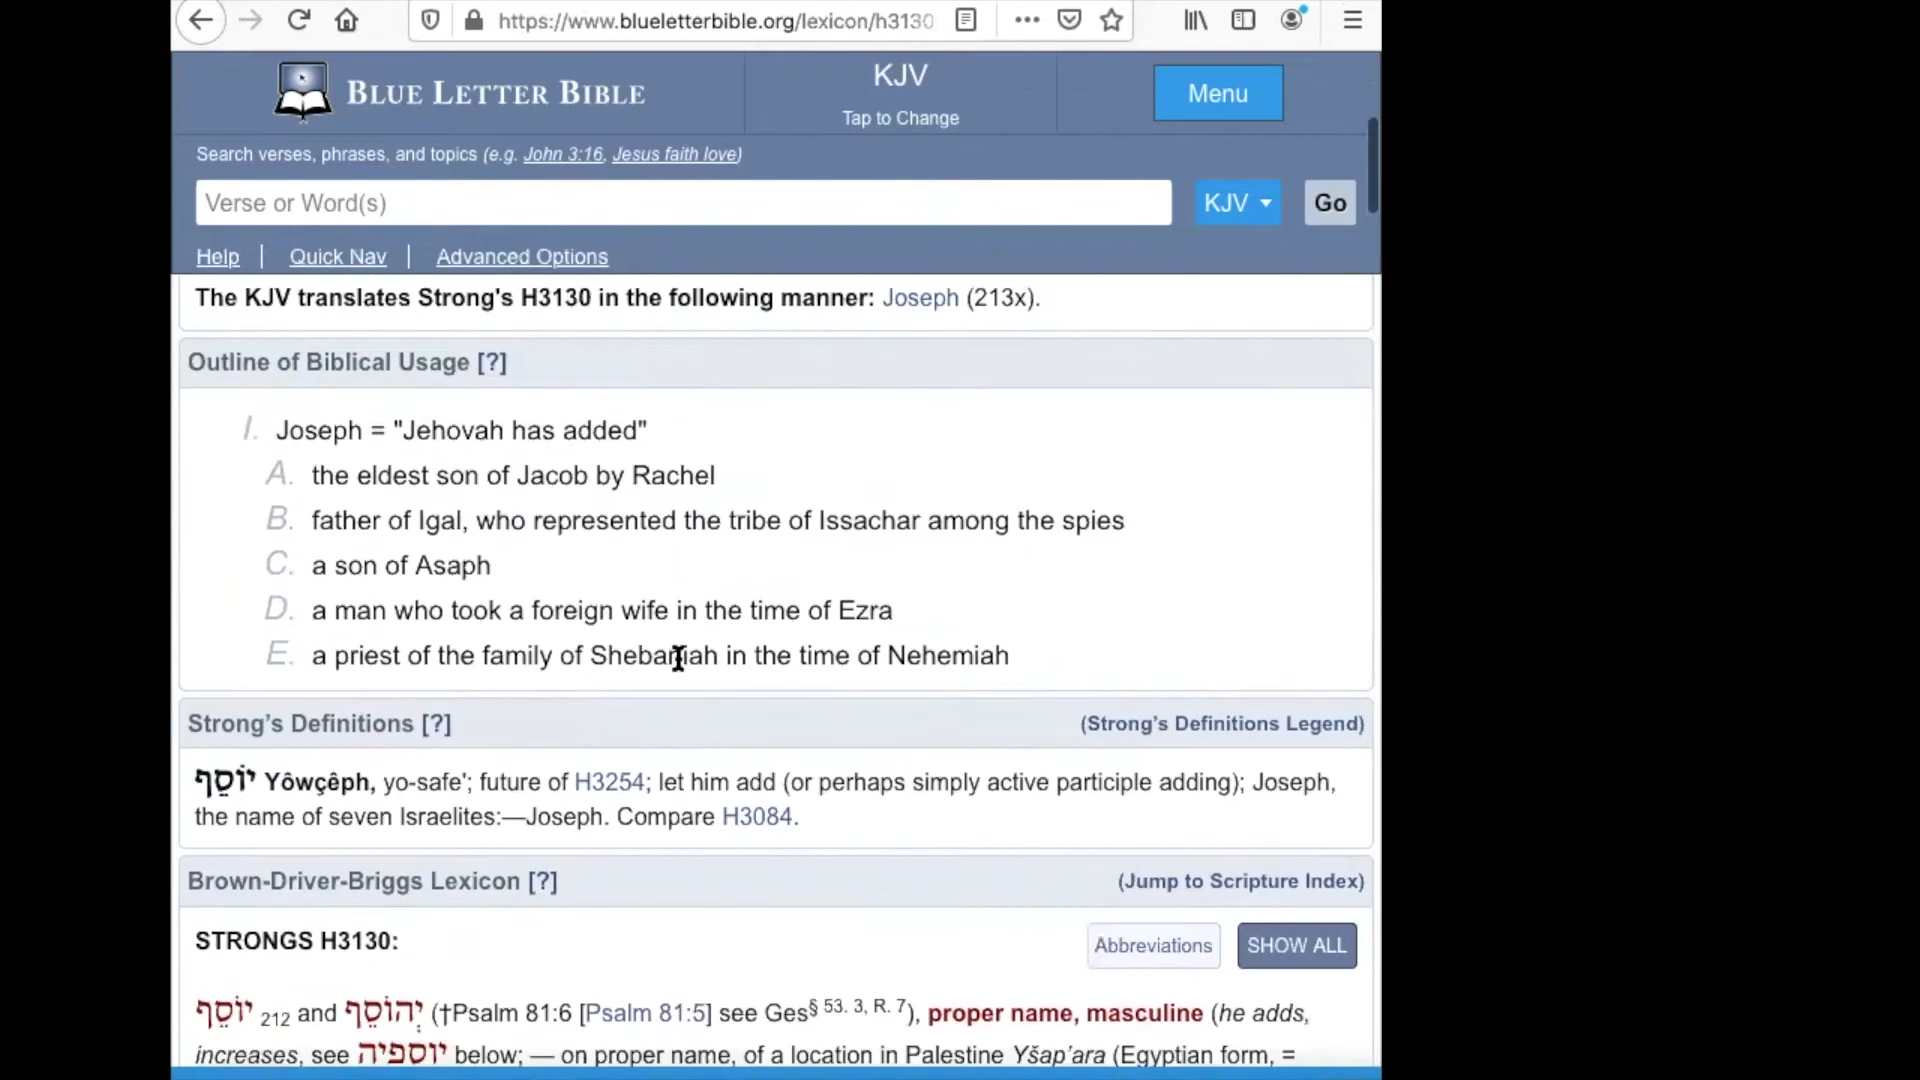 https://www.blueletterbible.org/lexicon/h3130
BLUE LETTER BIBLE
KJV
Tap to Change
Menu
Search verses, phrases, and topics (e.g. John 3:16, Jesus faith love)
Verse or Word(s)
KJV
Go
Help | Quick Nav | Advanced Options
The KJV translates Strong's H3130 in the following manner: Joseph (213x).
Outline of Biblical Usage [?]
I. Joseph = "Jehovah has added"
A. the eldest son of Jacob by Rachel
B. father of Igal, who represented the tribe of Issachar among the spies
C. a son of Asaph
D. a man who took a foreign wife in the time of Ezra
E. a priest of the family of Shebaniah in the time of Nehemiah
Strong’s Definitions [?] (Strong’s Definitions Legend)
יוֹסֵף Yôwçêph, yo-safe'; future of H3254; let him add (or perhaps simply active participle adding); Joseph,
the name of seven Israelites:—Joseph. Compare H3084.
Brown-Driver-Briggs Lexicon [?] (Jump to Scripture Index)
STRONGS H3130:
Abbreviations
SHOW ALL
יוֹסֵף 212 and יְהוֹסֵף (†Psalm 81:6 [Psalm 81:5] see Ges§ 53. 3, R. 7), proper name, masculine (he adds,
increases, see יוספיה below; — on proper name, of a location in Palestine Yšap’ara (Egyptian form, =